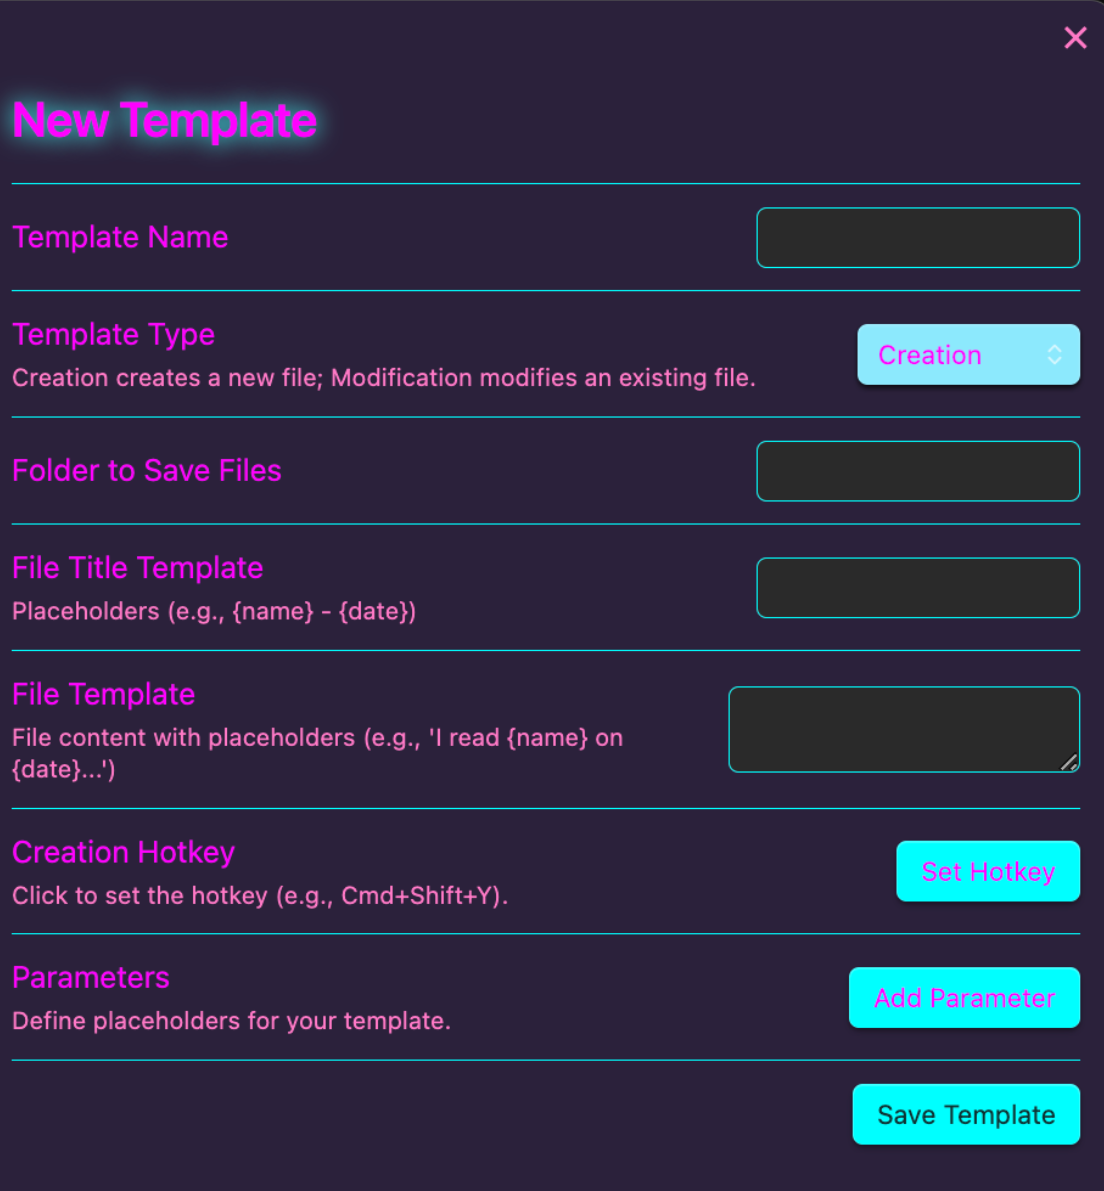 New Template
Template Name
Template Type
Creation creates a new file; Modification modifies an existing file.
Creation
Folder to Save Files
File Title Template
Placeholders (e.g., {name} - {date})
File Template
File content with placeholders (e.g., 'I read {name} on
{date}...')
Creation Hotkey
Click to set the hotkey (e.g., Cmd+Shift+Y).
Set Hotkey
Parameters
Define placeholders for your template.
Add Parameter
Save Template